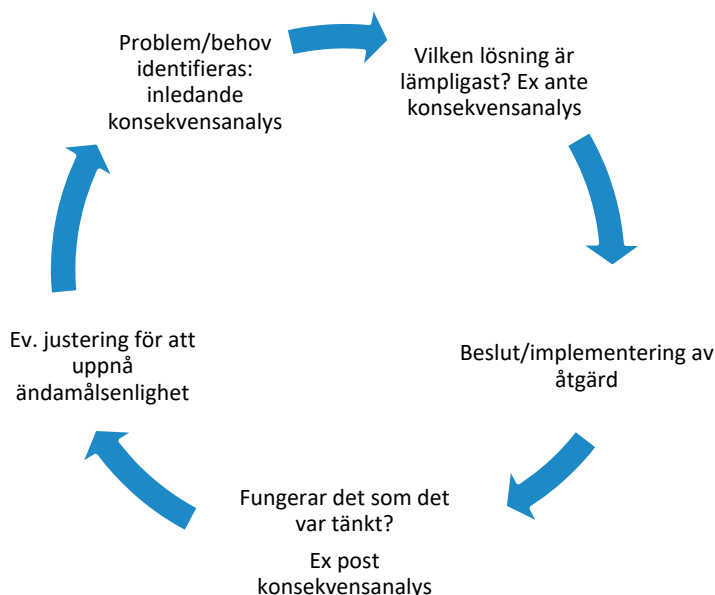 Problem/behov
identifieras:
inledande
konsekvensanalys
Vilken lösning är
lämpligast? Ex ante
konsekvensanalys
Beslut/implementering av
åtgärd
Fungerar det som det
var tänkt?
Ex post
konsekvensanalys
Ev. justering för att
uppnå
ändamålsenlighet